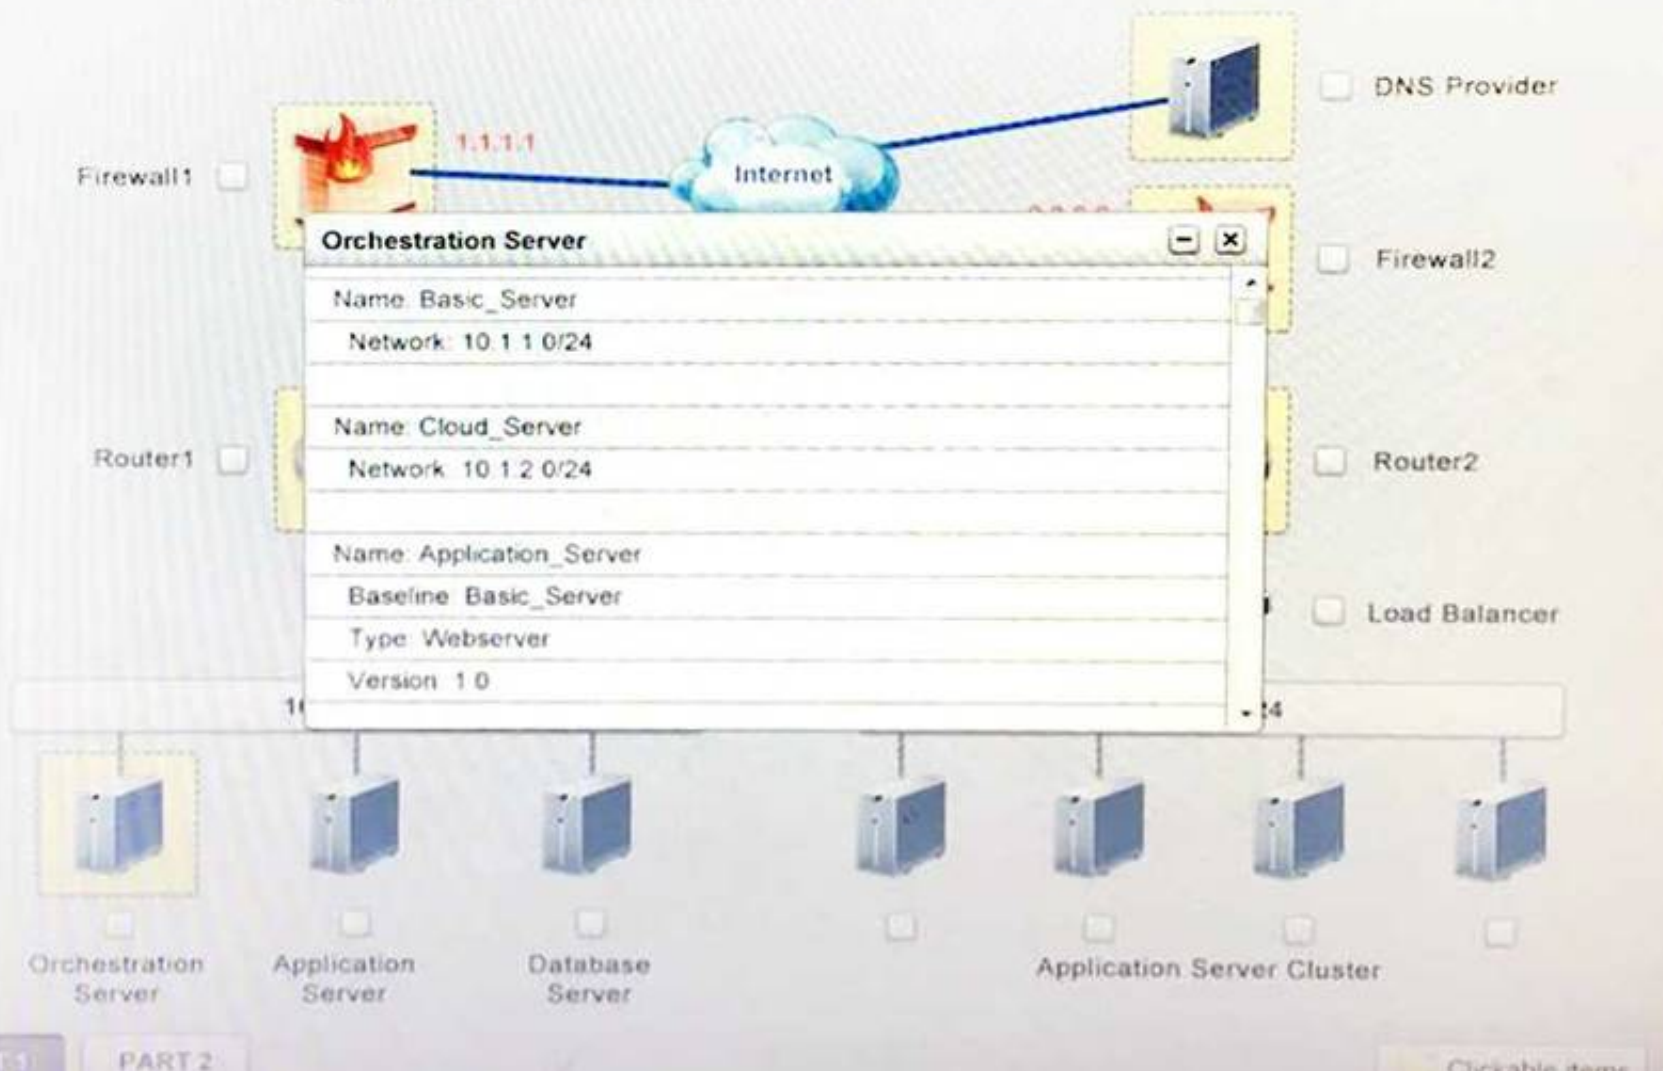 DNS Provider
1.1.1.1
Firewall1
Internet
Firewall2
Orchestration Server
Name: Basic_Server
Network: 10 1 1 0/24
Name: Cloud_Server
Network: 10 1 2 0/24
Router1
Router2
Name: Application_Server
Baseline: Basic_Server
Type: Webserver
Version 1 0
Load Balancer
Orchestration
Server
Application
Server
Database
Server
Application Server Cluster
PART 2
Clickable items